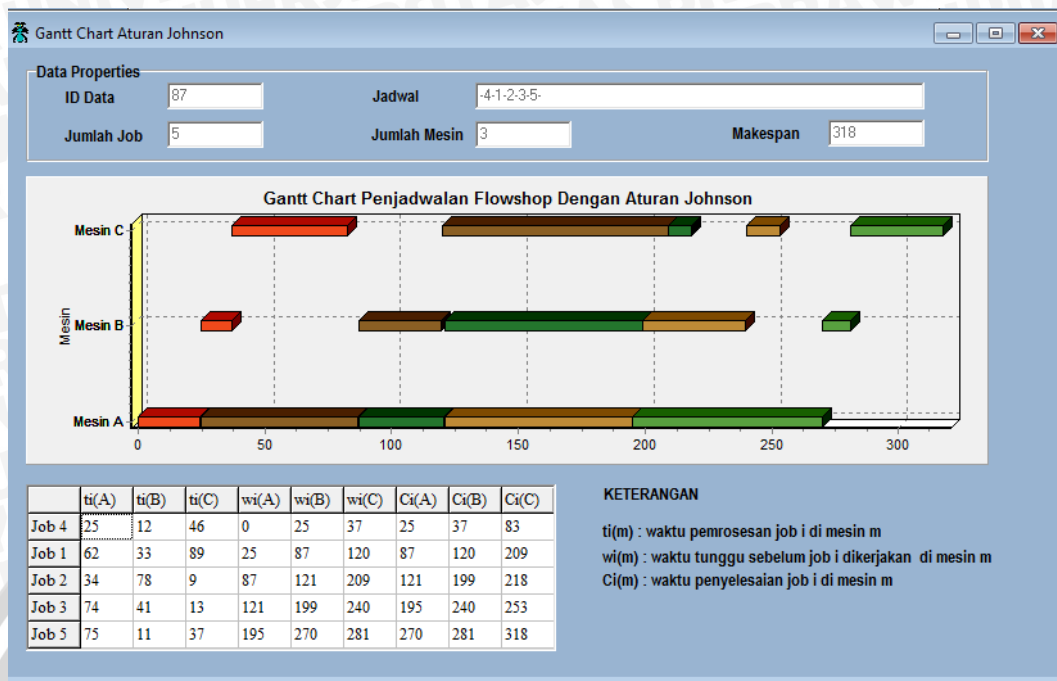 Gantt Chart Aturan Johnson
Data Properties
ID Data 87 Jadwal -4-1-2-3-5-
Jumlah Job 5 Jumlah Mesin 3 Makespan 318
Gantt Chart Penjadwalan Flowshop Dengan Aturan Johnson
Mesin C
Mesin B
Mesin A
Mesin
0 50 100 150 200 250 300
ti(A) ti(B) ti(C) wi(A) wi(B) wi(C) Ci(A) Ci(B) Ci(C)
Job 4 25 12 46 0 25 37 25 37 83
Job 1 62 33 89 25 87 120 87 120 209
Job 2 34 78 9 87 121 209 121 199 218
Job 3 74 41 13 121 199 240 195 240 253
Job 5 75 11 37 195 270 281 270 281 318
KETERANGAN
ti(m) : waktu pemrosesan job i di mesin m
wi(m) : waktu tunggu sebelum job i dikerjakan di mesin m
Ci(m) : waktu penyelesaian job i di mesin m